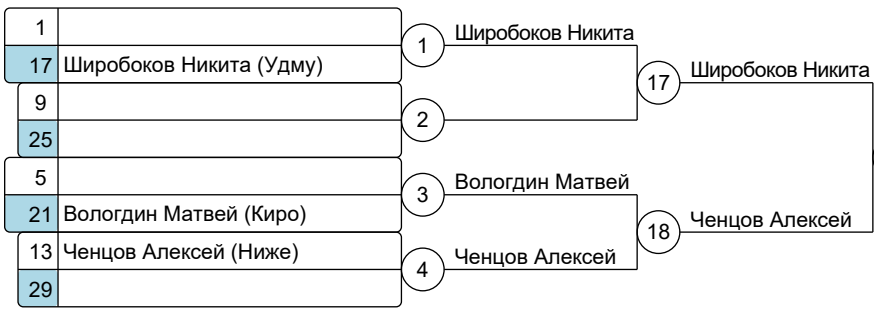 1
17 Широбоков Никита (Удму)
9
25
5
21 Вологдин Матвей (Киро)
13 Ченцов Алексей (Ниже)
29
1 Широбоков Никита
2
3 Вологдин Матвей
4 Ченцов Алексей
17 Широбоков Никита
18 Ченцов Алексей